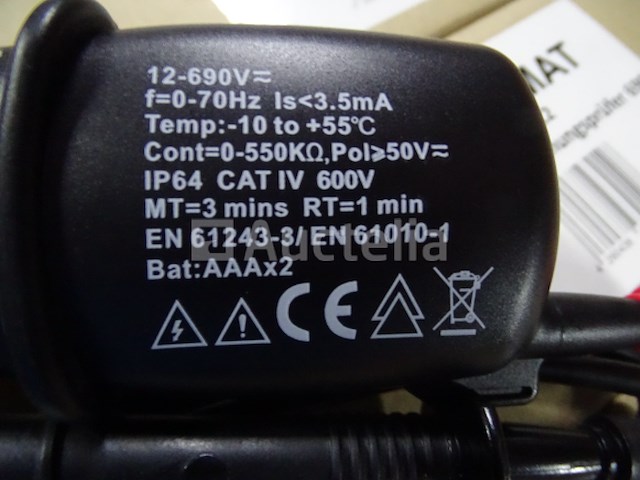 12-690V⎓
f=0-70Hz Is<3.5mA
Temp:-10 to +55℃
Cont=0-550KΩ,Pol⩾50V⎓
IP64 CAT IV 600V
MT=3 mins RT=1 min
EN 61243-3/ EN 61010-1
Bat:AAAx2
CE
Auctelia
MAT